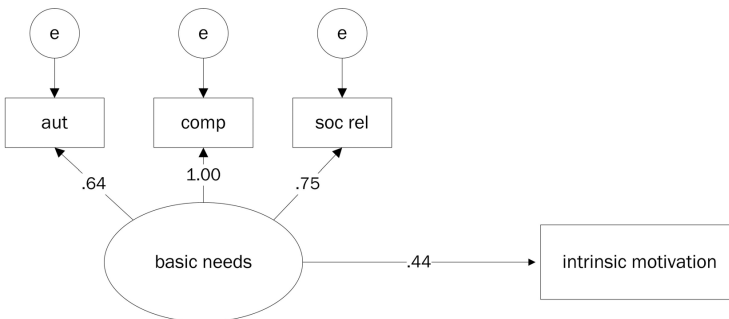 e
e
e
aut
comp
soc rel
.64
1.00
.75
basic needs
.44
intrinsic motivation